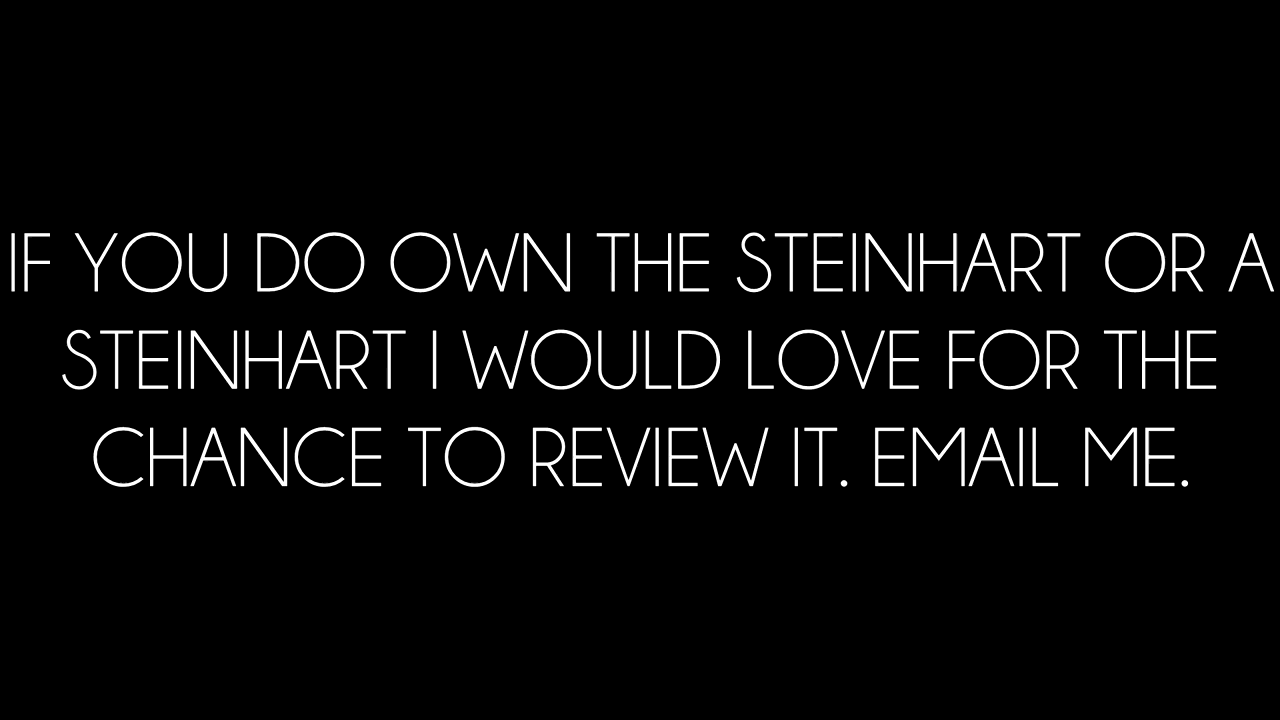 IF YOU DO OWN THE STEINHART OR A
STEINHART I WOULD LOVE FOR THE
CHANCE TO REVIEW IT. EMAIL ME.